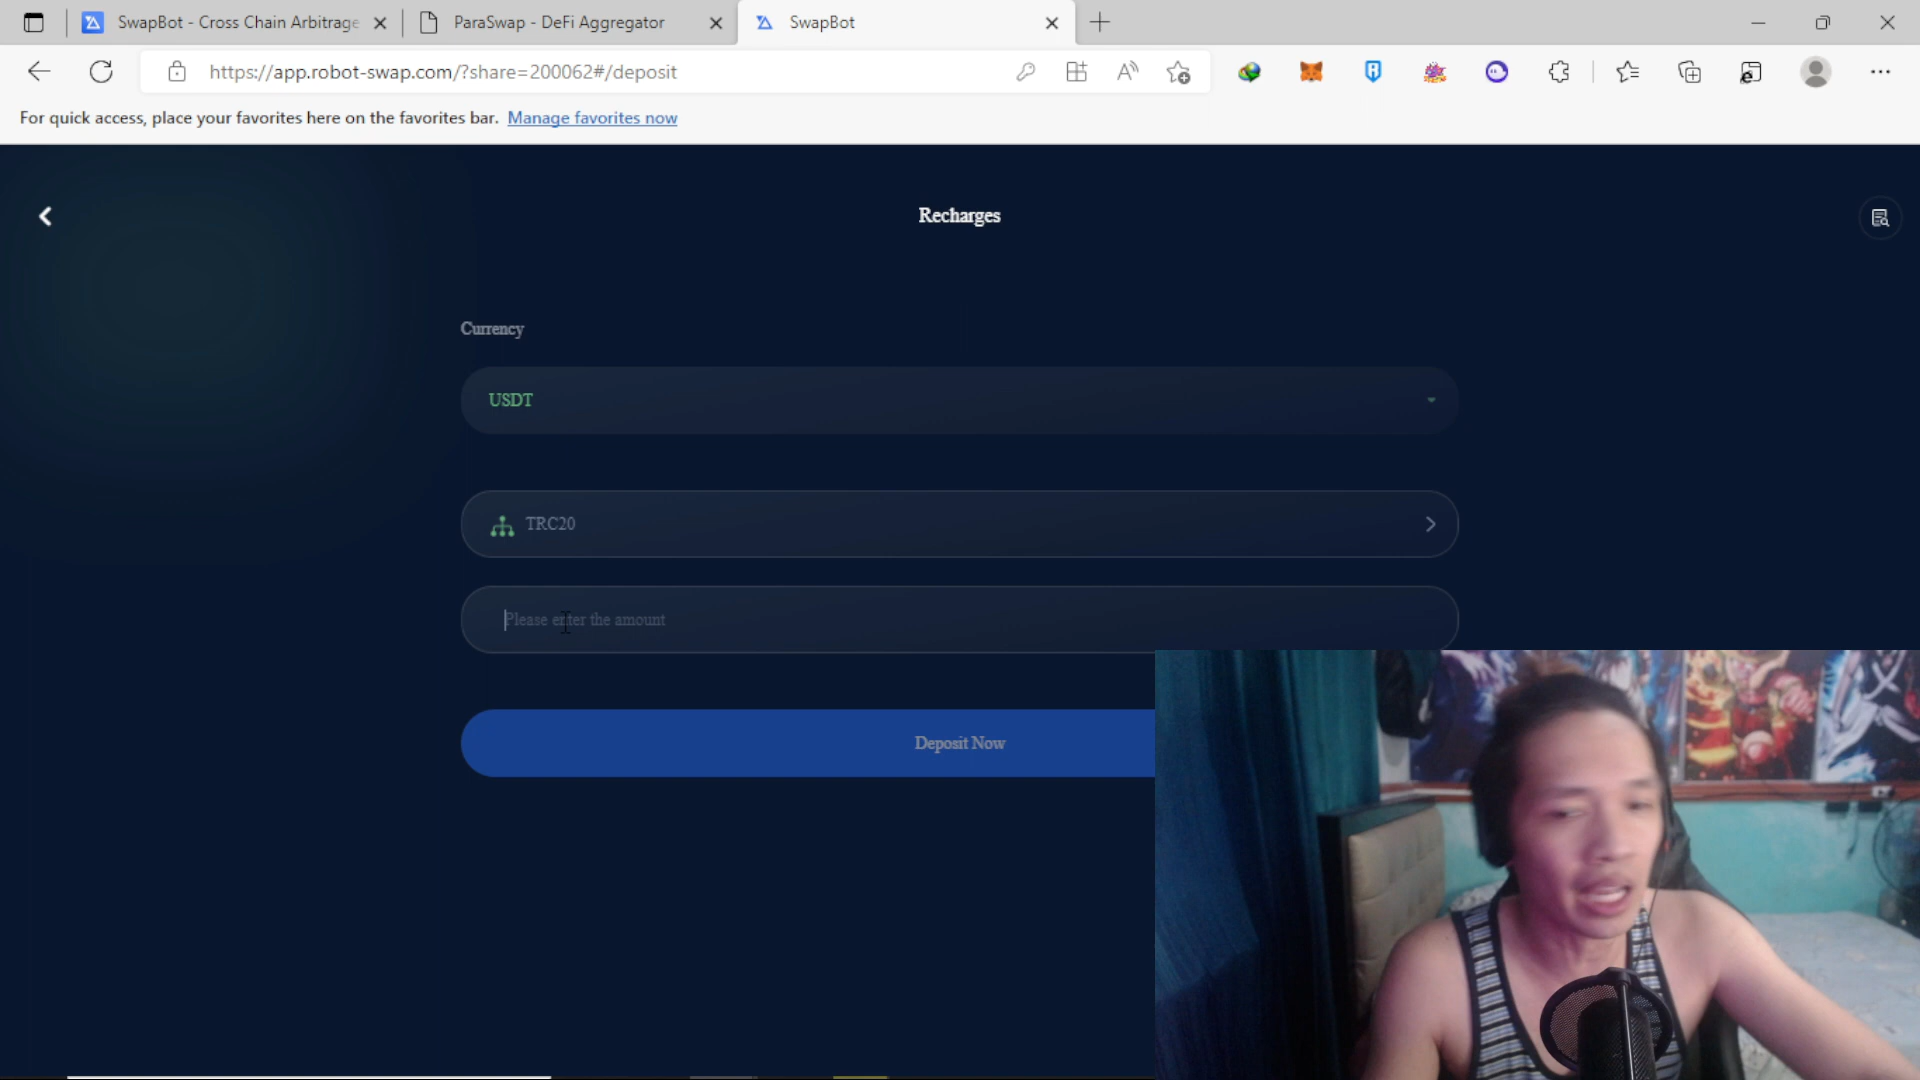 SwapBot - Cross Chain Arbitrage
ParaSwap - DeFi Aggregator
SwapBot
https://app.robot-swap.com/?share=200062#/deposit
For quick access, place your favorites here on the favorites bar. Manage favorites now
Recharges
Currency
USDT
TRC20
Please enter the amount
Deposit Now